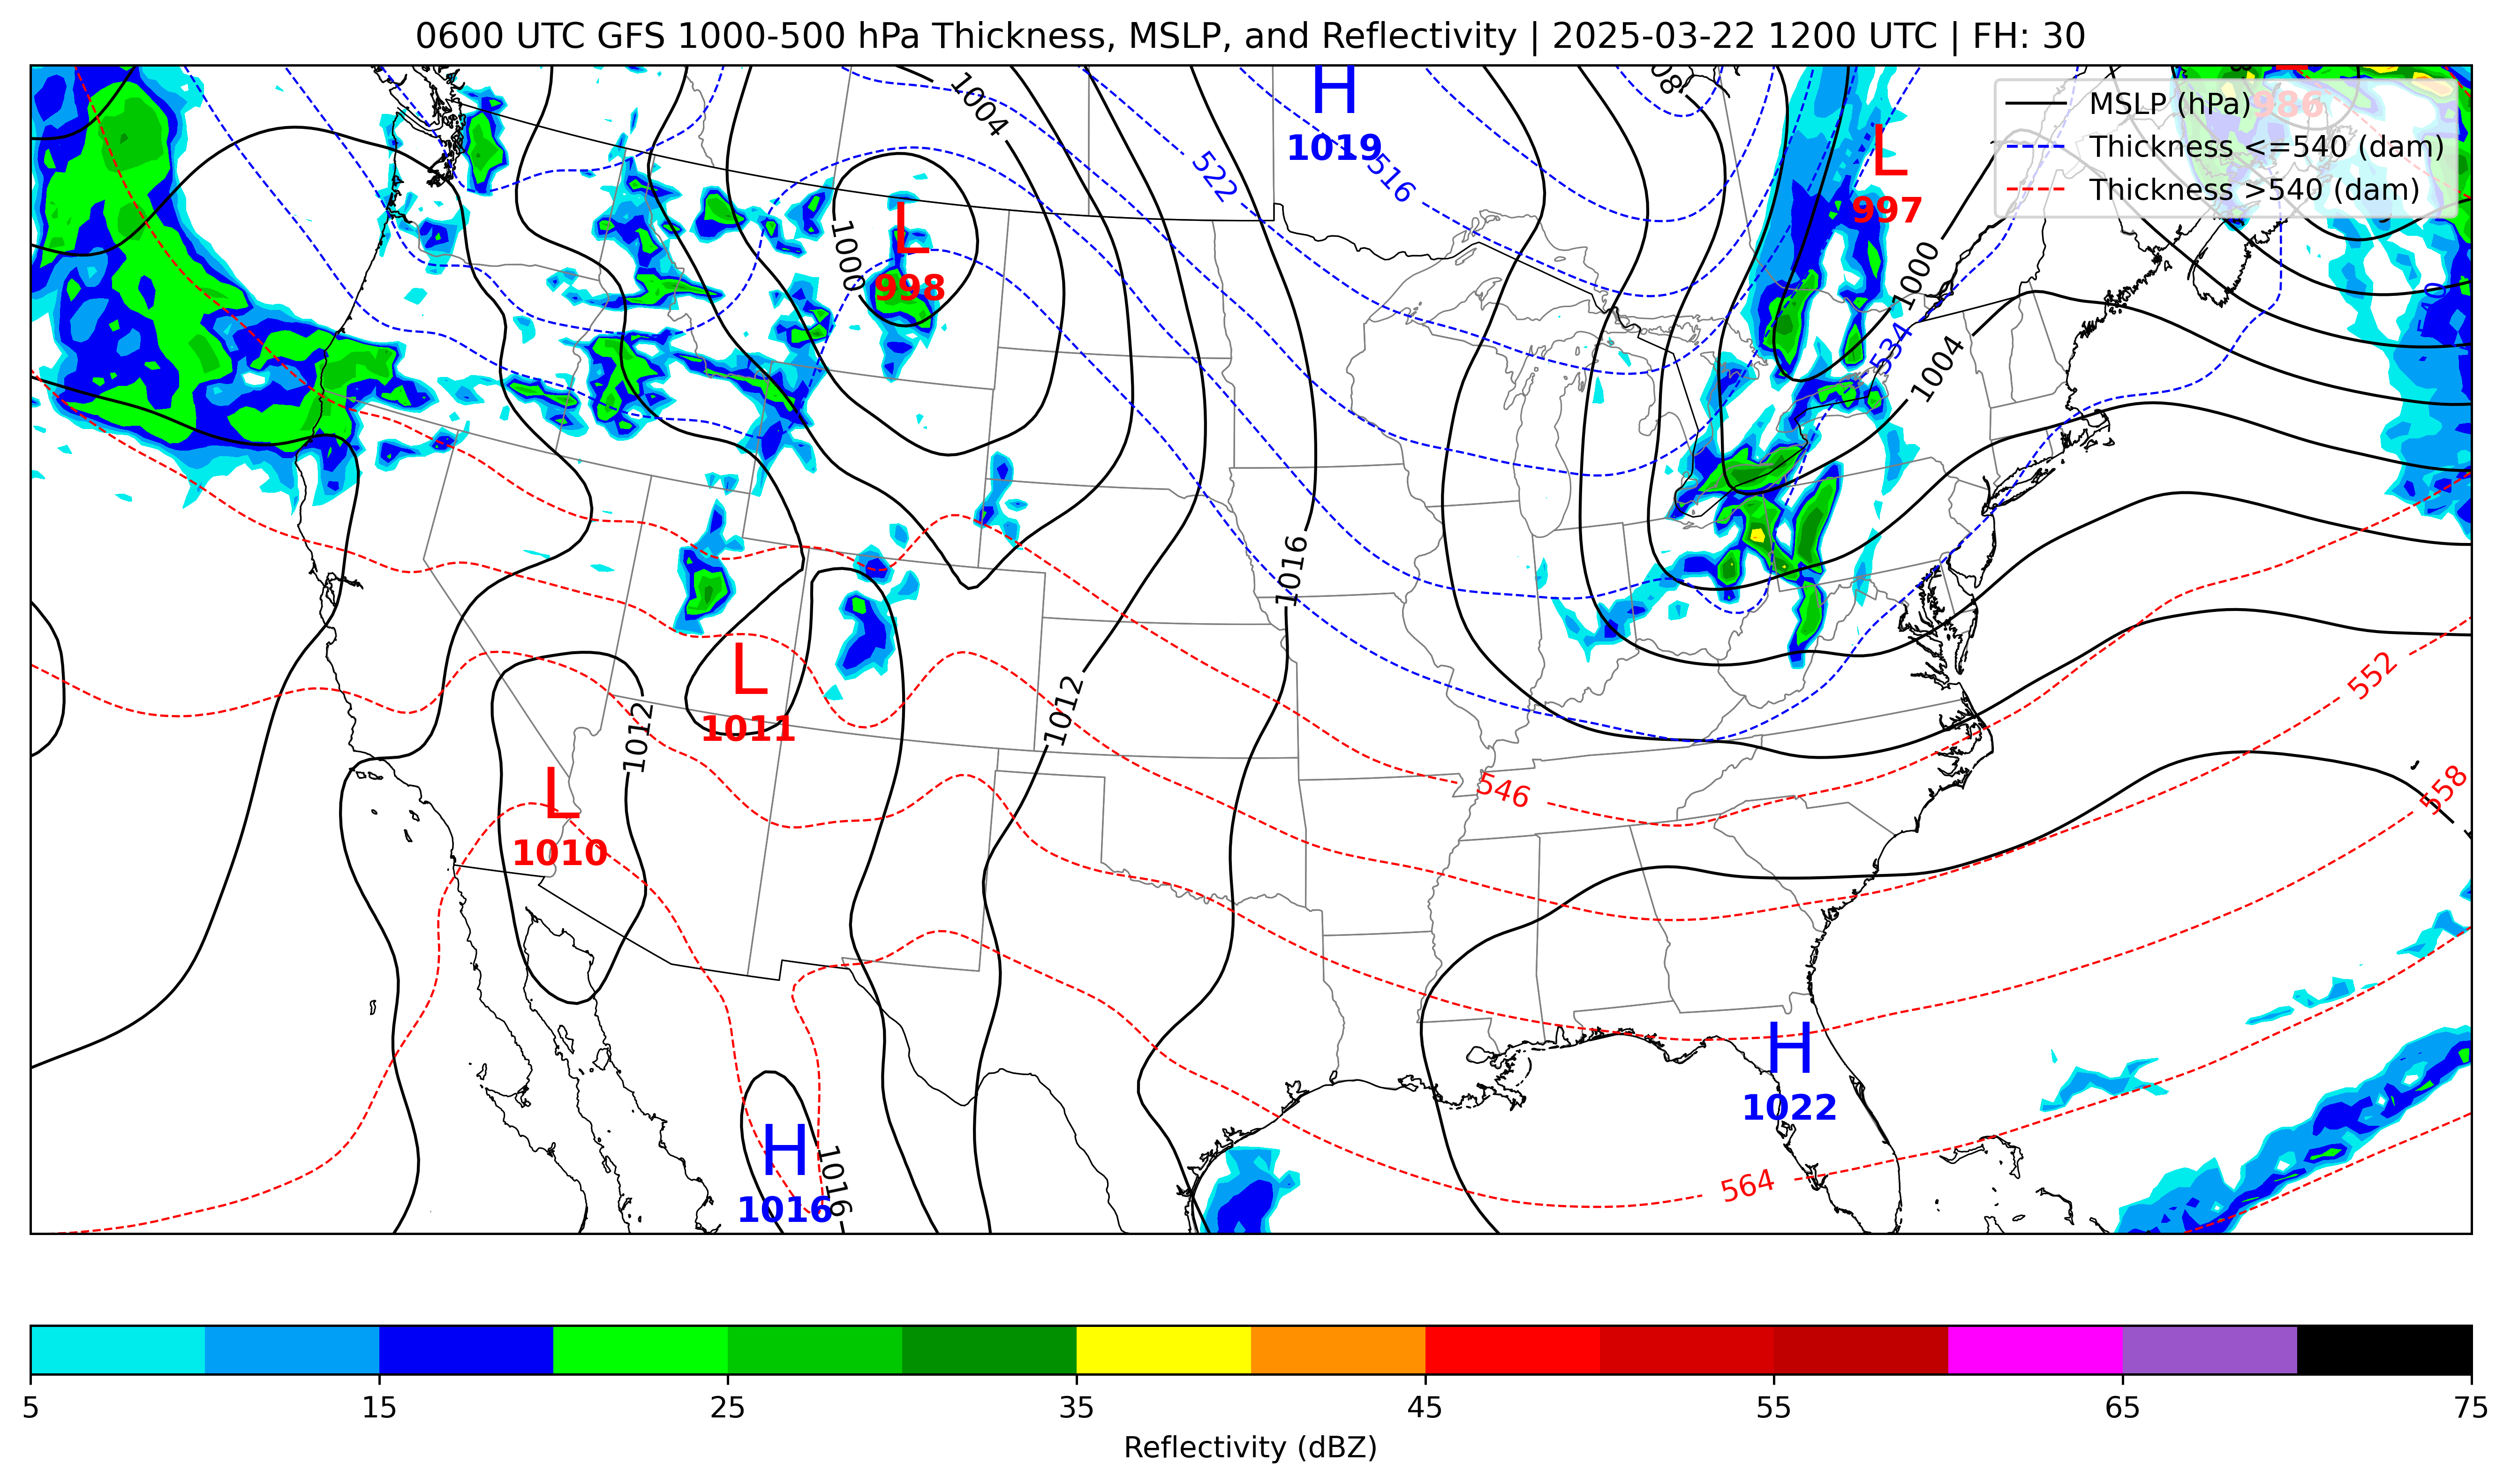 0600 UTC GFS 1000-500 hPa Thickness, MSLP, and Reflectivity | 2025-03-22 1200 UTC | FH: 30
MSLP (hPa)
Thickness <=540 (dam)
Thickness >540 (dam)
986
1004
H
1019
522
516
L
997
L
998
1000
1000
534
1004
1016
L
1011
1012
1012
552
L
1010
546
558
H
1022
H
1016
1016
564
5
15
25
35
45
55
65
75
Reflectivity (dBZ)